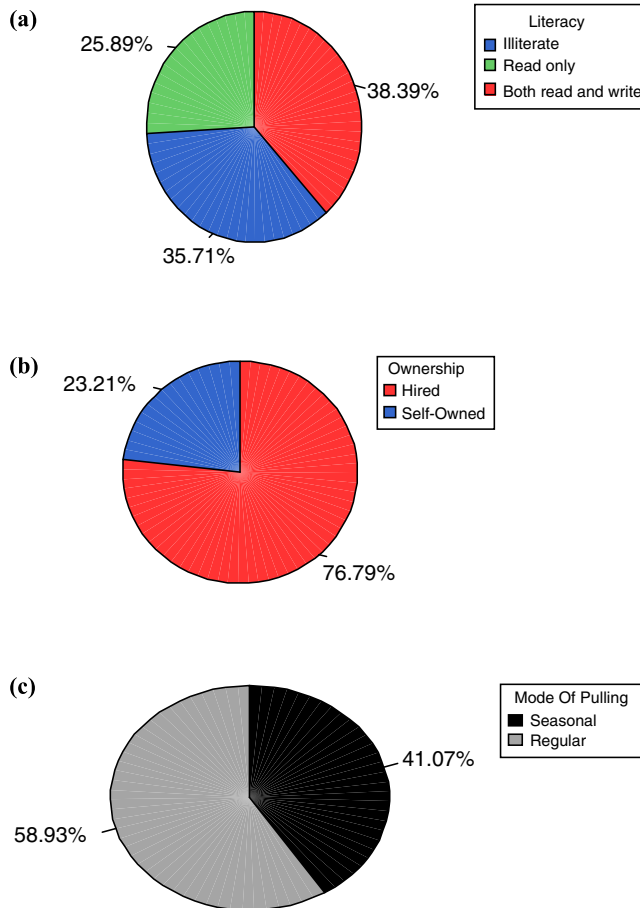 (a)
25.89%
38.39%
35.71%
Literacy
Illiterate
Read only
Both read and write
(b)
23.21%
76.79%
Ownership
Hired
Self-Owned
(c)
41.07%
58.93%
Mode Of Pulling
Seasonal
Regular